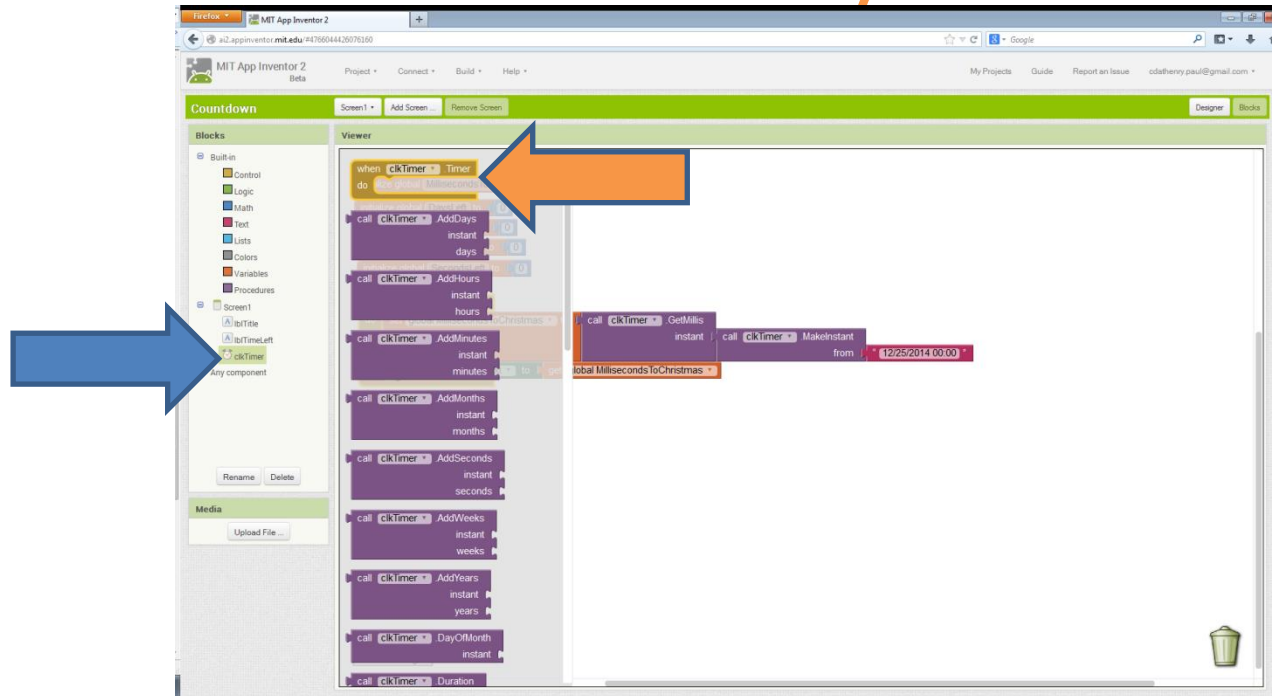 Firefox
MIT App Inventor 2
ai2.appinventor.mit.edu/#4766044426076160
Google
MIT App Inventor 2
Beta
Project
Connect
Build
Help
My Projects
Guide
Report an Issue
cdathenry.paul@gmail.com
Countdown
Screen1
Add Screen ...
Remove Screen
Designer
Blocks
Blocks
Viewer
Built-in
Control
Logic
Math
Text
Lists
Colors
Variables
Procedures
Screen1
lblTitle
lblTimeLeft
clkTimer
Any component
Rename
Delete
Media
Upload File ...
when clkTimer .Timer
do
call clkTimer .AddDays
instant
days
call clkTimer .AddHours
instant
hours
call clkTimer .AddMinutes
instant
minutes
call clkTimer .AddMonths
instant
months
call clkTimer .AddSeconds
instant
seconds
call clkTimer .AddWeeks
instant
weeks
call clkTimer .AddYears
instant
years
call clkTimer .DayOfMonth
instant
call clkTimer .Duration
call clkTimer .GetMillis
instant call clkTimer .MakeInstant
from " 12/25/2014 00:00 "
to get global MillisecondsToChristmas